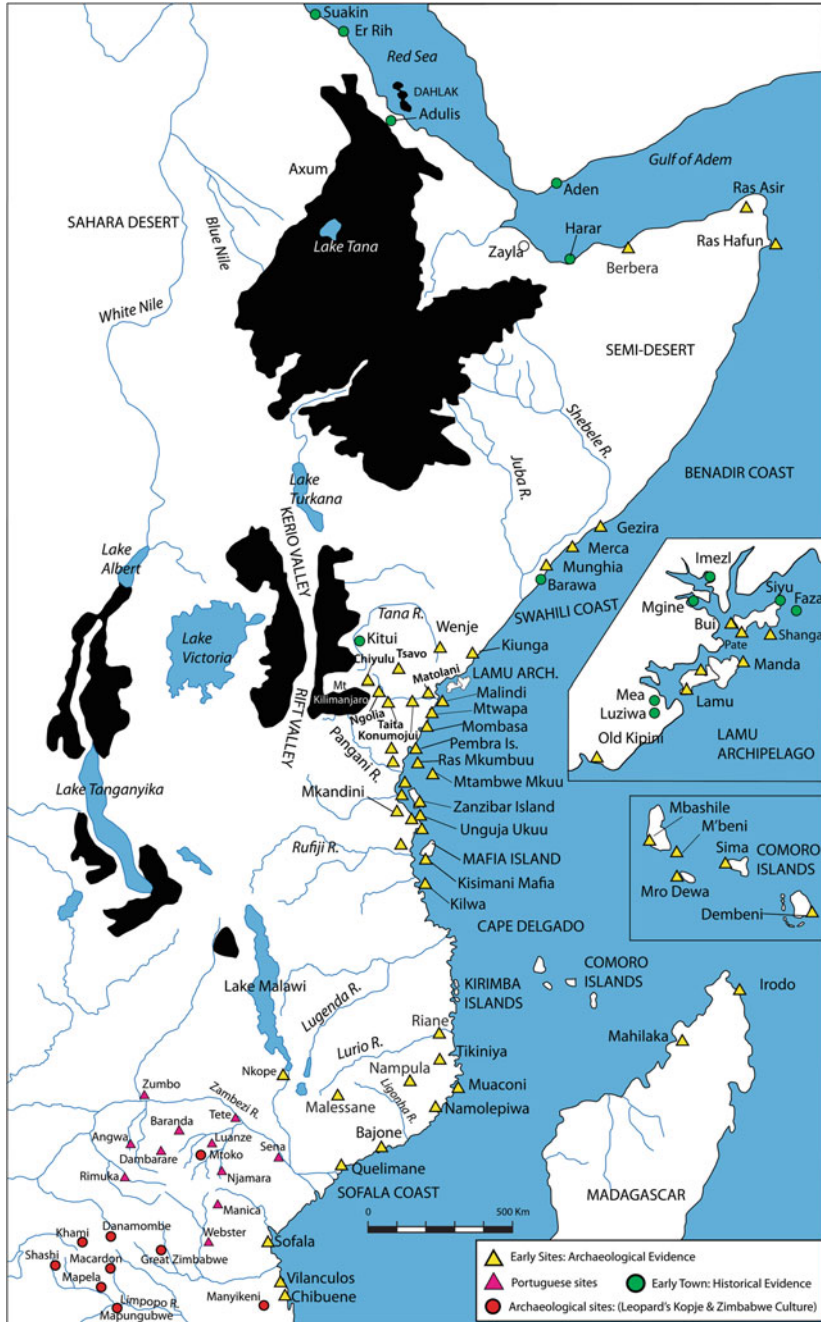 Suakin
Er Rih
Red Sea
DAHLAK
Adulis
Axum
Gulf of Adem
Aden
Ras Asir
SAHARA DESERT
Blue Nile
Lake Tana
Harar
Zayla
Ras Hafun
Berbera
White Nile
SEMI-DESERT
Shebele R.
Juba R.
Lake
Turkana
BENADIR COAST
KERIO VALLEY
Gezira
Lake
Albert
Merca
Munghia
Barawa
Imezl
Siyu
Faza
Mgine
SWAHILI COAST
Tana R.
Wenje
Bui
Pate
Shanga
Lake
Victoria
Kitui
Kiunga
Chiyulu
Tsavo
Matolani
LAMU ARCH.
Manda
Mt
Kilimanjaro
Malindi
Lamu
Mea
Ngolia
Mtwapa
Luziwa
RIFT VALLEY
Taita
Konumojui
Mombasa
Old Kipini
LAMU
ARCHIPELAGO
Pangani R.
Pembra Is.
Ras Mkumbuu
Lake Tanganyika
Mtambwe Mkuu
Mkandini
Zanzibar Island
Mbashile
Unguja Ukuu
M'beni
Rufiji R.
Sima
COMORO
ISLANDS
MAFIA ISLAND
Kisimani Mafia
Mro Dewa
Kilwa
Dembeni
CAPE DELGADO
COMORO
ISLANDS
KIRIMBA
ISLANDS
Lake Malawi
Lugenda R.
Irodo
Riane
Lurio R.
Mahilaka
Tikiniya
Nkope
Nampula
Zumbo
Muaconi
Zambezi R.
Malessane
Ligonha R.
Tete
Namolepiwa
Baranda
Angwa
Luanze
Sena
Bajone
Dambarare
Mtoko
Quelimane
Rimuka
Njamara
SOFALA COAST
MADAGASCAR
Manica
0
500 Km
Danamombe
Khami
Webster
Sofala
Shashi
Macardon
Great Zimbabwe
Mapela
Limpopo R.
Vilanculos
Manyikeni
Chibuene
Mapungubwe
Early Sites: Archaeological Evidence
Portuguese sites
Early Town: Historical Evidence
Archaeological sites: (Leopard's Kopje & Zimbabwe Culture)